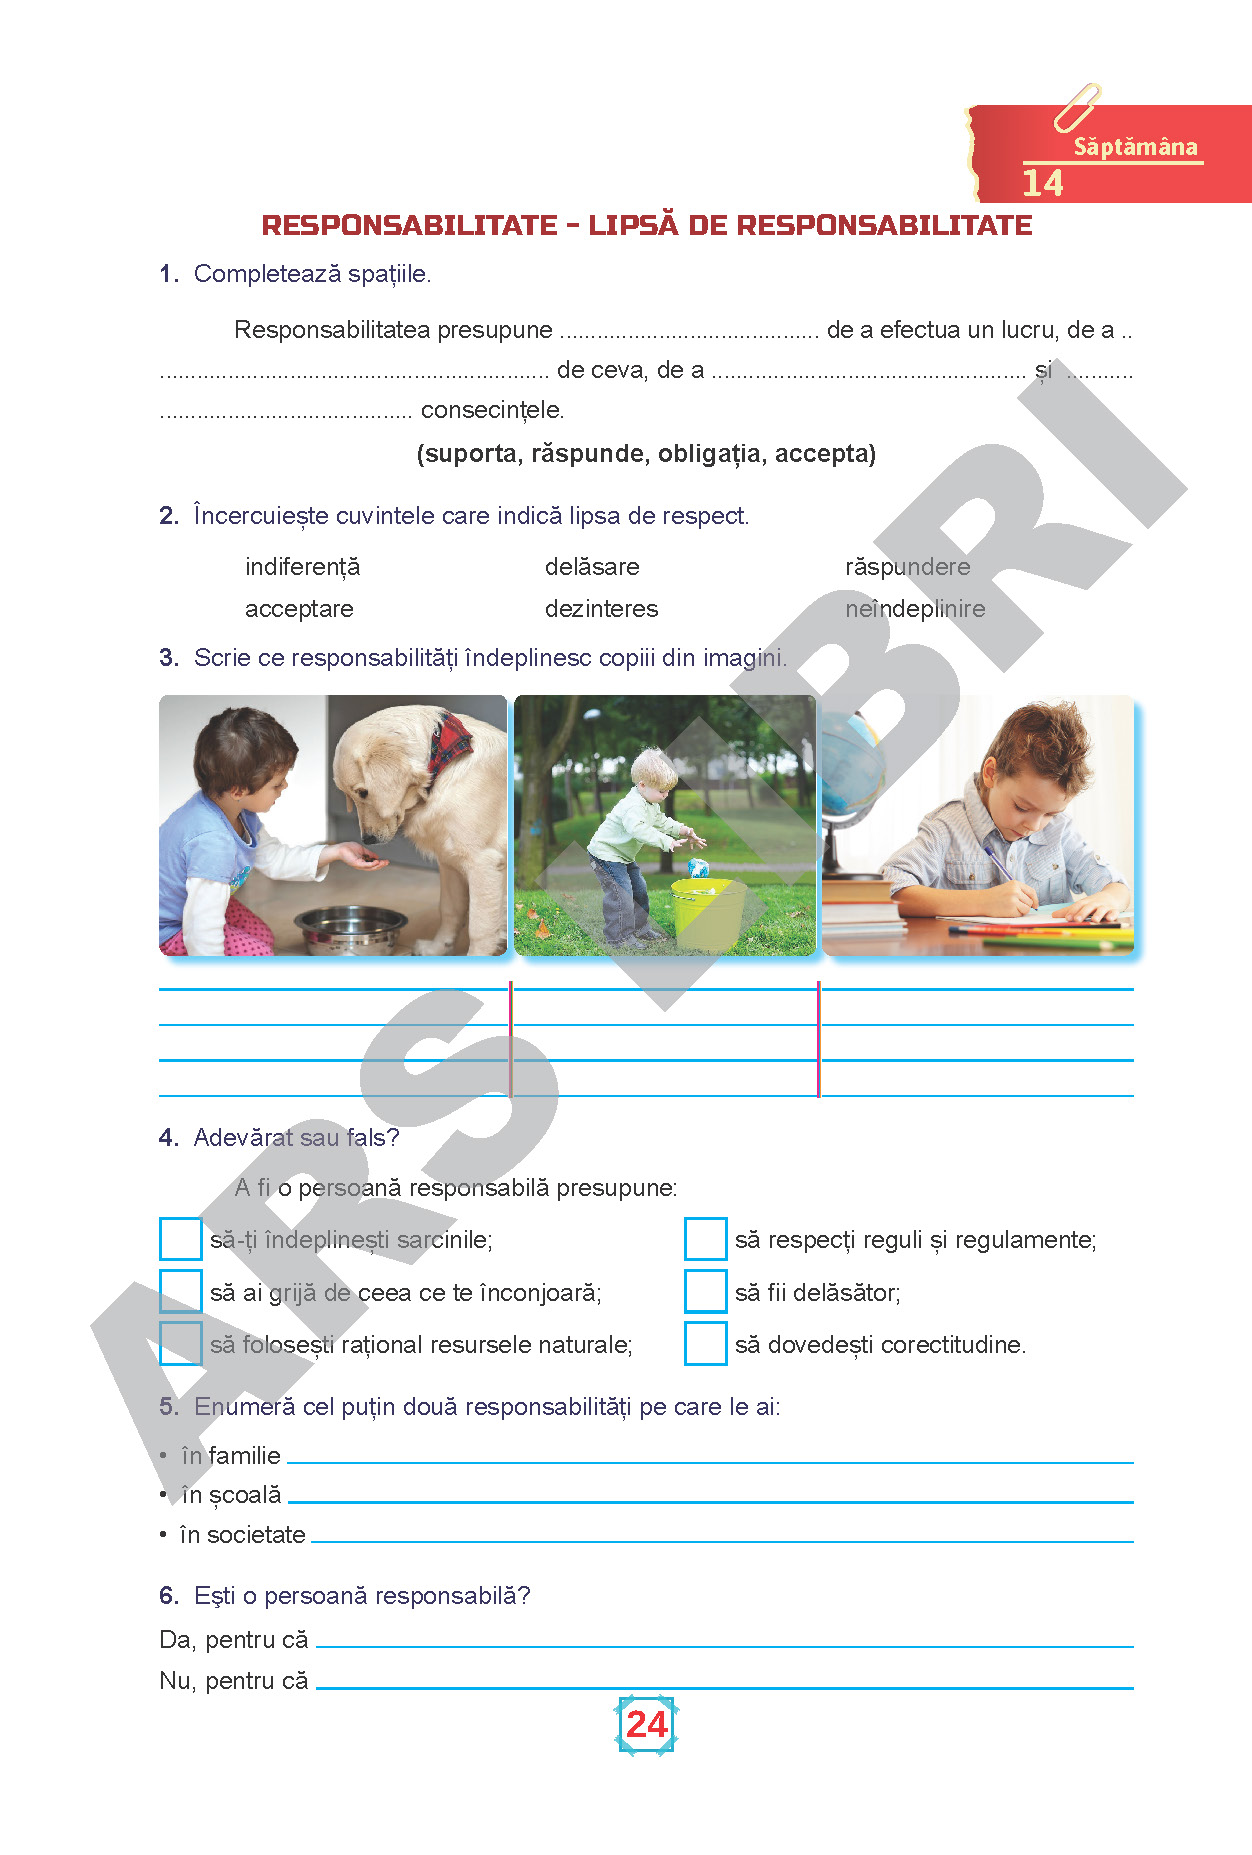 Săptămâna
14
RESPONSABILITATE - LIPSĂ DE RESPONSABILITATE
1. Completează spațiile.
Responsabilitatea presupune .......................................... de a efectua un lucru, de a ..
............................................................... de ceva, de a ................................................... și ...........
......................................... consecințele.
(suporta, răspunde, obligația, accepta)
2. Încercuiește cuvintele care indică lipsa de respect.
indiferență delăsare răspundere
acceptare dezinteres neîndeplinire
3. Scrie ce responsabilități îndeplinesc copiii din imagini.
4. Adevărat sau fals?
A fi o persoană responsabilă presupune:
să-ți îndeplinești sarcinile; să respecți reguli și regulamente;
să ai grijă de ceea ce te înconjoară; să fii delăsător;
să folosești rațional resursele naturale; să dovedești corectitudine.
5. Enumeră cel puțin două responsabilități pe care le ai:
• în familie
• în școală
• în societate
6. Eşti o persoană responsabilă?
Da, pentru că
Nu, pentru că
24
ARS LIBRI